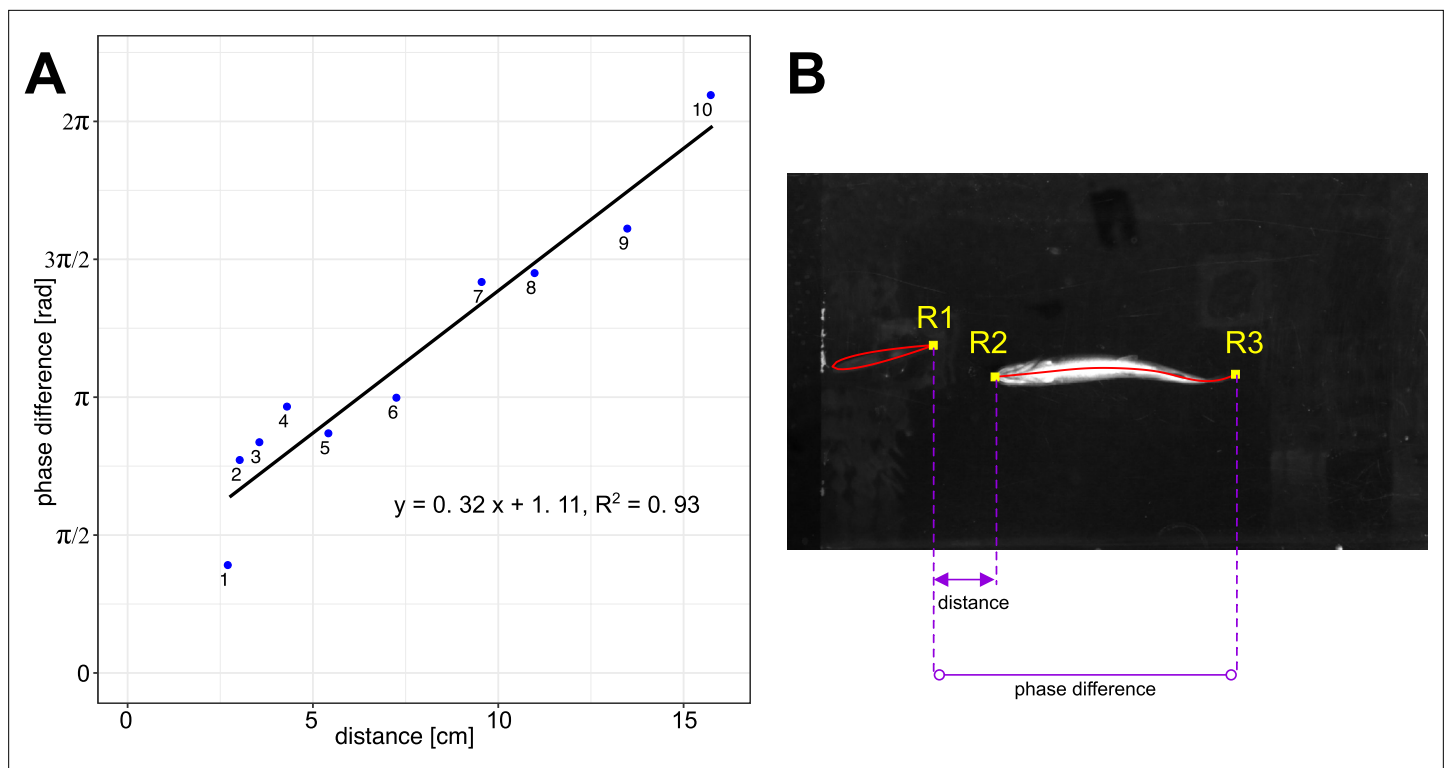 A
2π
3π/2
π
π/2
0
phase difference [rad]
10
9
8
7
6
5
4
3
2
1
y = 0. 32 x + 1. 11, R² = 0. 93
0 5 10 15
distance [cm]
B
R1
R2
R3
distance
phase difference